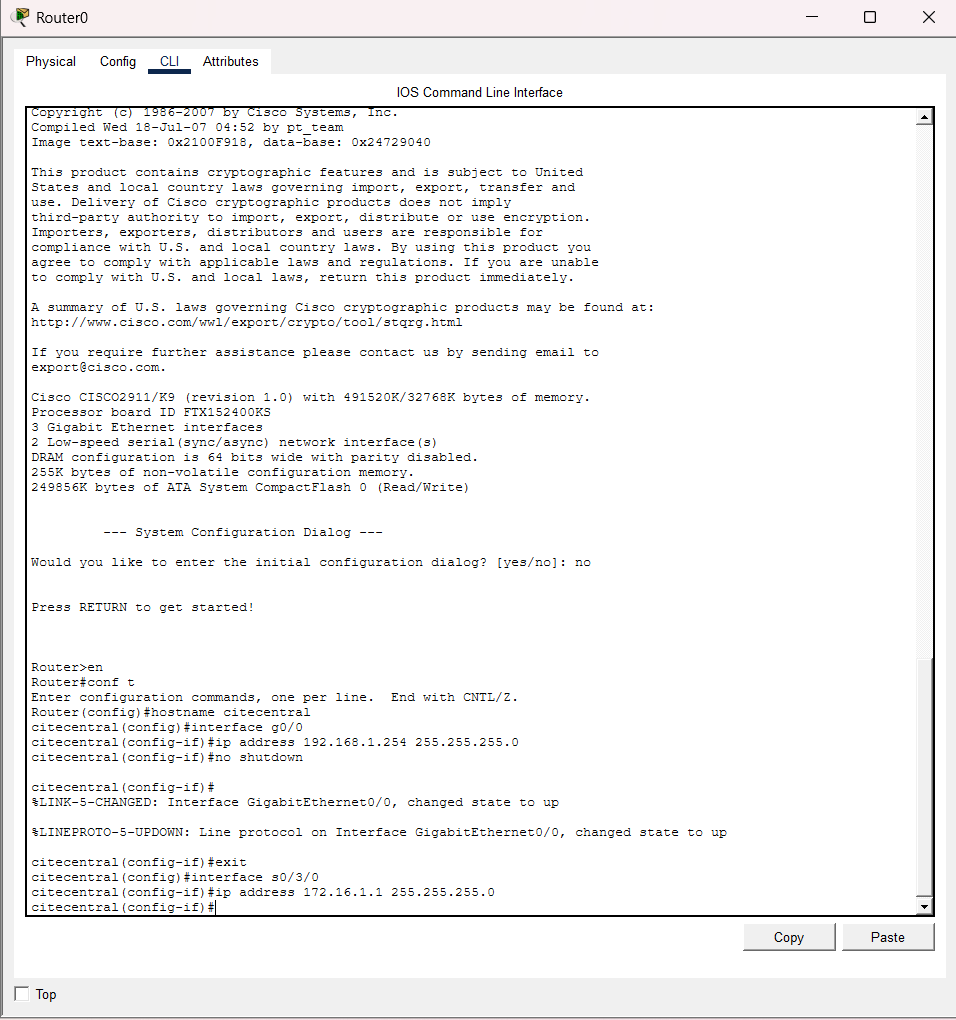 Router0
Physical Config CLI Attributes
IOS Command Line Interface
Copyright (c) 1986-2007 by Cisco Systems, Inc.
Compiled Wed 18-Jul-07 04:52 by pt_team
Image text-base: 0x2100F918, data-base: 0x24729040
This product contains cryptographic features and is subject to United
States and local country laws governing import, export, transfer and
use. Delivery of Cisco cryptographic products does not imply
third-party authority to import, export, distribute or use encryption.
Importers, exporters, distributors and users are responsible for
compliance with U.S. and local country laws. By using this product you
agree to comply with applicable laws and regulations. If you are unable
to comply with U.S. and local laws, return this product immediately.
A summary of U.S. laws governing Cisco cryptographic products may be found at:
http://www.cisco.com/wwl/export/crypto/tool/stqrg.html
If you require further assistance please contact us by sending email to
export@cisco.com.
Cisco CISCO2911/K9 (revision 1.0) with 491520K/32768K bytes of memory.
Processor board ID FTX152400KS
3 Gigabit Ethernet interfaces
2 Low-speed serial(sync/async) network interface(s)
DRAM configuration is 64 bits wide with parity disabled.
255K bytes of non-volatile configuration memory.
249856K bytes of ATA System CompactFlash 0 (Read/Write)
--- System Configuration Dialog ---
Would you like to enter the initial configuration dialog? [yes/no]: no
Press RETURN to get started!
Router>en
Router#conf t
Enter configuration commands, one per line.  End with CNTL/Z.
Router(config)#hostname citecentral
citecentral(config)#interface g0/0
citecentral(config-if)#ip address 192.168.1.254 255.255.255.0
citecentral(config-if)#no shutdown
citecentral(config-if)#
%LINK-5-CHANGED: Interface GigabitEthernet0/0, changed state to up
%LINEPROTO-5-UPDOWN: Line protocol on Interface GigabitEthernet0/0, changed state to up
citecentral(config-if)#exit
citecentral(config)#interface s0/3/0
citecentral(config-if)#ip address 172.16.1.1 255.255.255.0
citecentral(config-if)#
Copy Paste
Top